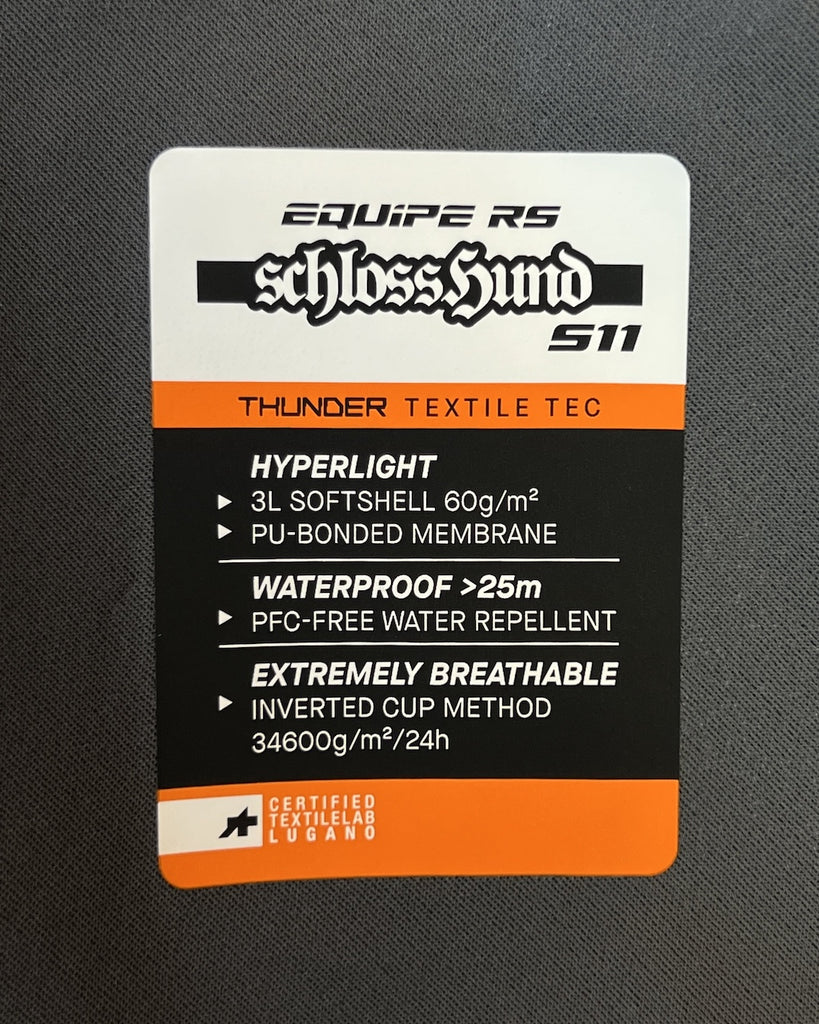 EQUIPE RS
schlossHund
S11
THUNDER TEXTILE TEC
HYPERLIGHT
▶ 3L SOFTSHELL 60g/m²
▶ PU-BONDED MEMBRANE
WATERPROOF >25m
▶ PFC-FREE WATER REPELLENT
EXTREMELY BREATHABLE
▶ INVERTED CUP METHOD
34600g/m²/24h
CERTIFIED
TEXTILELAB
LUGANO